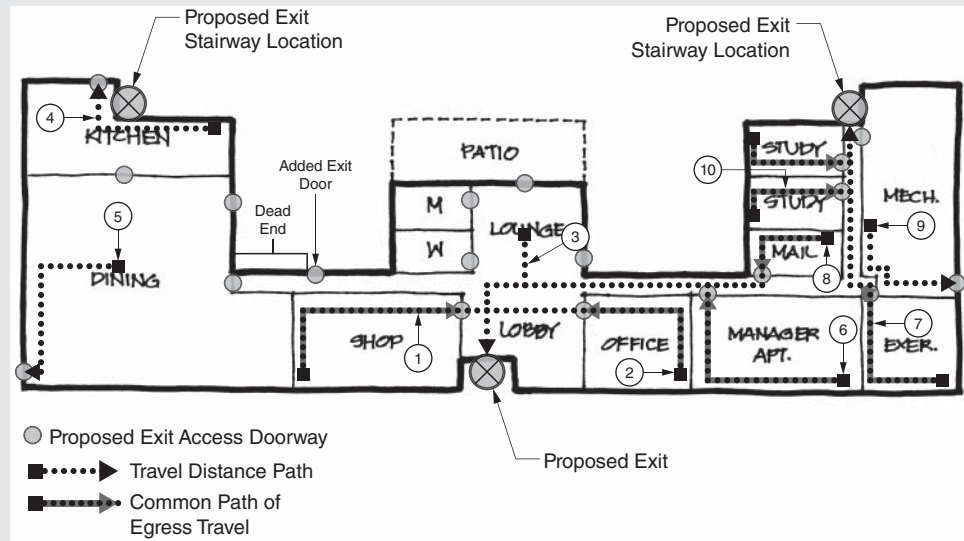 Proposed Exit
Stairway Location
Proposed Exit
Stairway Location
4
KITCHEN
Added Exit
Door
PATIO
STUDY
10
STUDY
MECH.
5
Dead
End
M
W
LOUNGE
3
9
MAIL
8
DINING
SHOP
1
LOBBY
OFFICE
2
MANAGER
APT.
6
7
EXER.
Proposed Exit Access Doorway
Travel Distance Path
Common Path of
Egress Travel
Proposed Exit